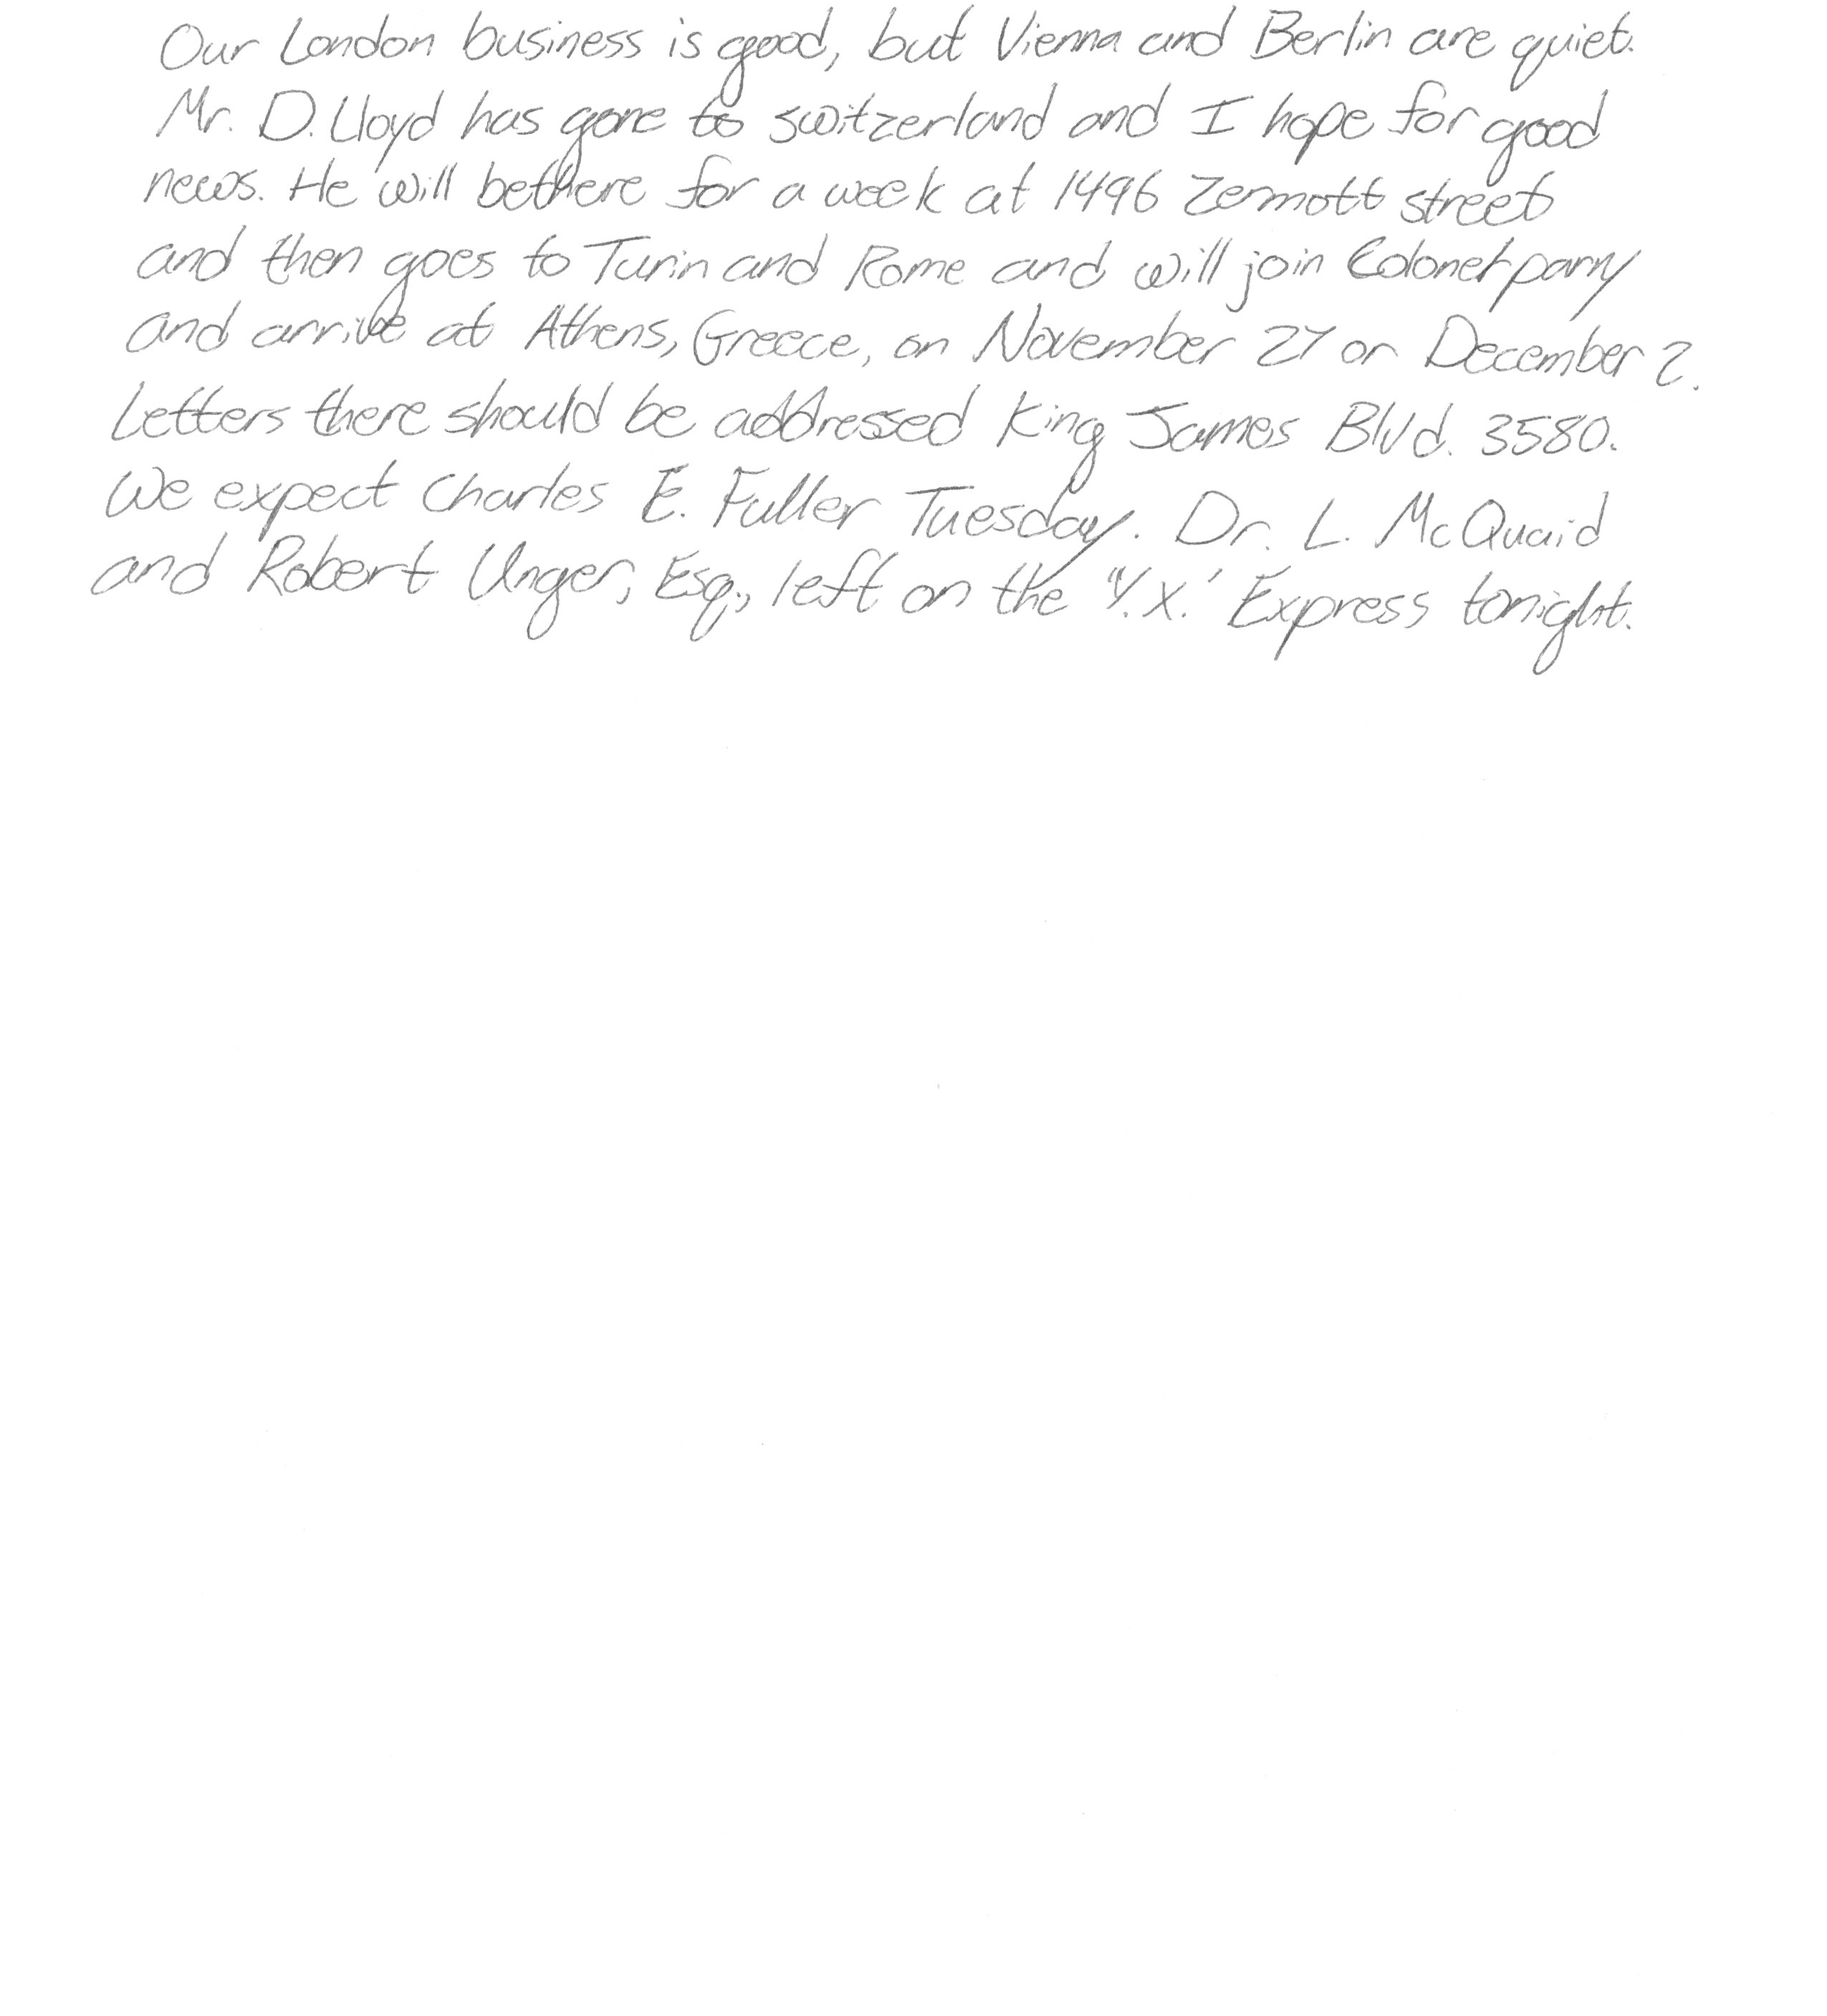 Our London business is good, but Vienna and Berlin are quiet.
Mr. D. Lloyd has gone to switzerland and I hope for good
news. He will bethere for a week at 1496 Zermott street
and then goes to Turin and Rome and will join Colonel parry
and arrive at Athens, Greece, on November 27 or December 2.
Letters there should be addressed King James Blvd. 3580.
We expect Charles E. Fuller Tuesday. Dr. L. McQuaid
and Robert Unger, Esq., left on the "Y.X.' Express tonight.